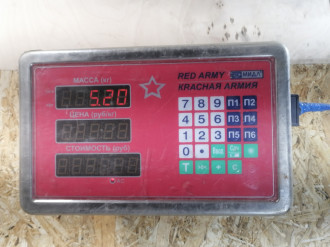 МАССА (кг)
5.20
ЦЕНА (руб/кг)
СТОИМОСТЬ (руб)
RED ARMY МИДЛ
КРАСНАЯ АРМИЯ
7 8 9 П1 П2
4 5 6 П3 П4
1 2 3 П5 П6
0 •
T
C